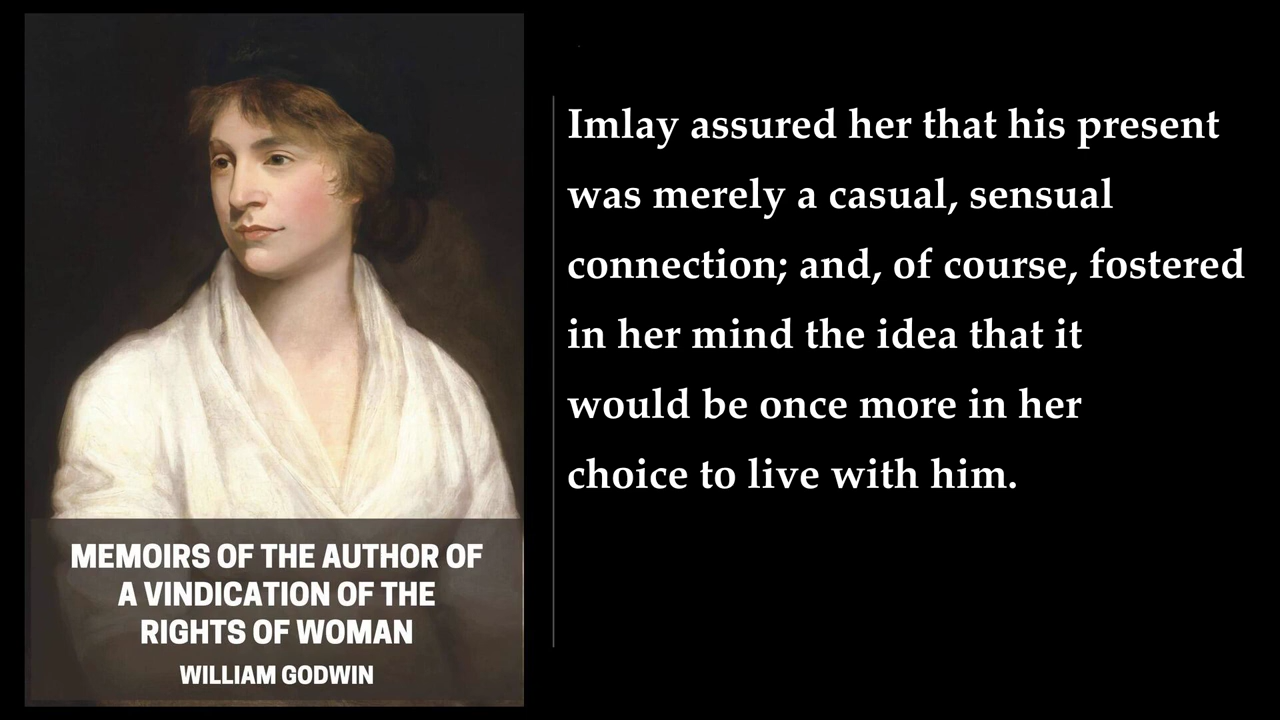 MEMOIRS OF THE AUTHOR OF
A VINDICATION OF THE
RIGHTS OF WOMAN
WILLIAM GODWIN
Imlay assured her that his present
was merely a casual, sensual
connection; and, of course, fostered
in her mind the idea that it
would be once more in her
choice to live with him.